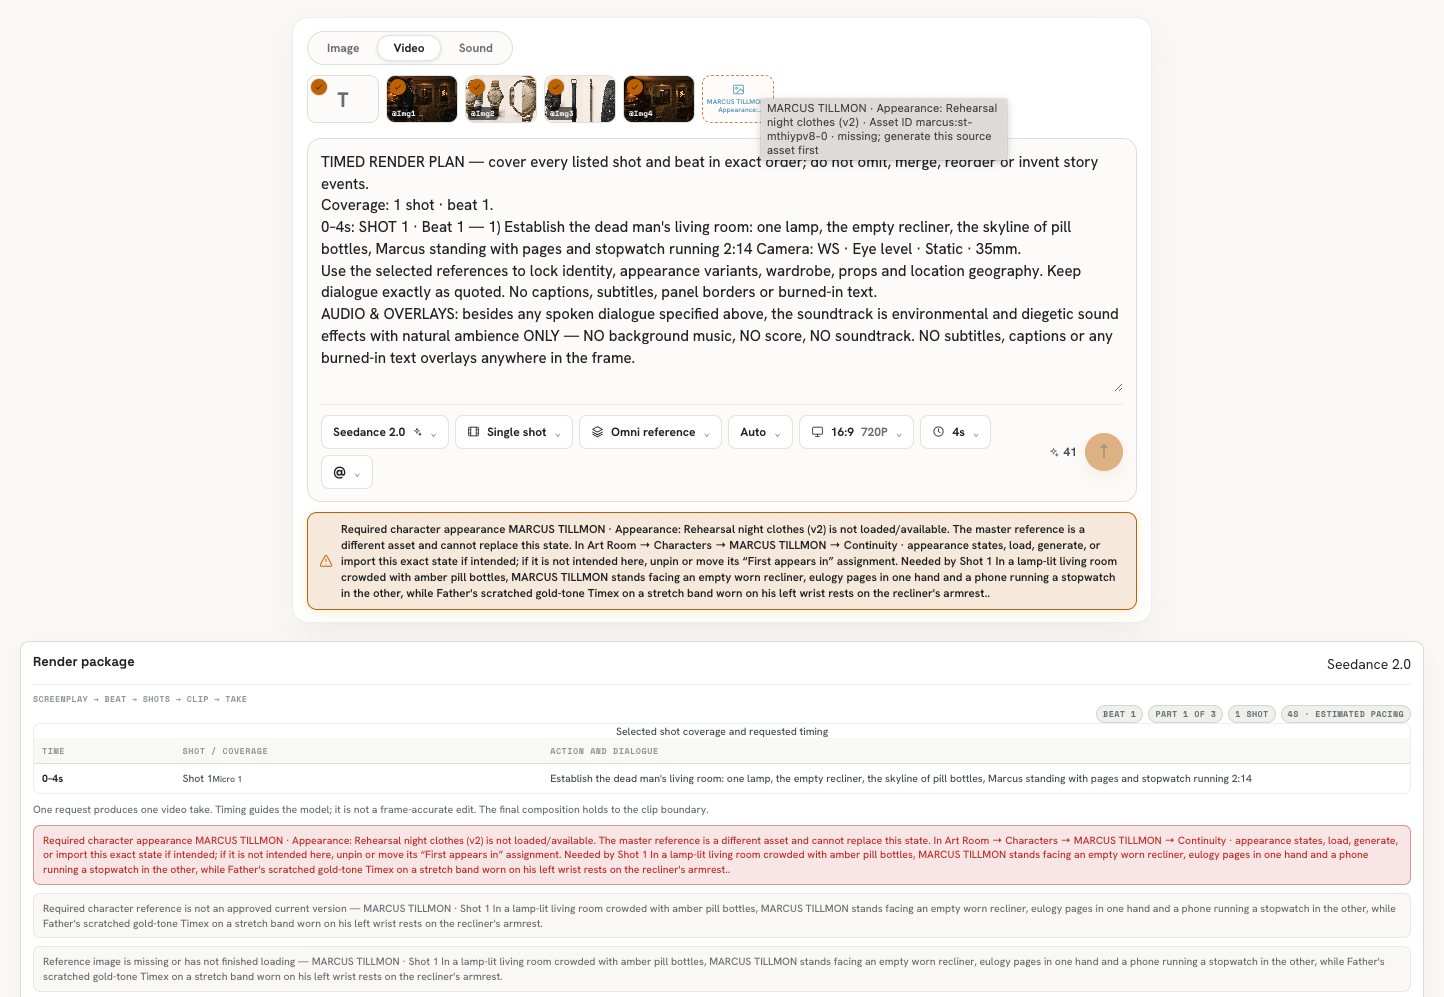 Image
Video
Sound
T
@Img1
@Img2
@Img3
@Img4
MARCUS TILLMO
Appearance:
MARCUS TILLMON · Appearance: Rehearsal
night clothes (v2) · Asset ID marcus:st-
mthiypv8-0 · missing; generate this source
asset first
TIMED RENDER PLAN — cover every listed shot and beat in exact order; do not omit, merge, reorder or invent story
events.
Coverage: 1 shot · beat 1.
0–4s: SHOT 1 · Beat 1 — 1) Establish the dead man's living room: one lamp, the empty recliner, the skyline of pill
bottles, Marcus standing with pages and stopwatch running 2:14 Camera: WS · Eye level · Static · 35mm.
Use the selected references to lock identity, appearance variants, wardrobe, props and location geography. Keep
dialogue exactly as quoted. No captions, subtitles, panel borders or burned-in text.
AUDIO & OVERLAYS: besides any spoken dialogue specified above, the soundtrack is environmental and diegetic sound
effects with natural ambience ONLY — NO background music, NO score, NO soundtrack. NO subtitles, captions or any
burned-in text overlays anywhere in the frame.
Seedance 2.0
Single shot
Omni reference
Auto
16:9 720P
4s
@
41
Required character appearance MARCUS TILLMON · Appearance: Rehearsal night clothes (v2) is not loaded/available. The master reference is a
different asset and cannot replace this state. In Art Room → Characters → MARCUS TILLMON → Continuity · appearance states, load, generate, or
import this exact state if intended; if it is not intended here, unpin or move its “First appears in” assignment. Needed by Shot 1 In a lamp-lit living room
crowded with amber pill bottles, MARCUS TILLMON stands facing an empty worn recliner, eulogy pages in one hand and a phone running a stopwatch
in the other, while Father's scratched gold-tone Timex on a stretch band worn on his left wrist rests on the recliner's armrest..
Render package
Seedance 2.0
SCREENPLAY → BEAT → SHOTS → CLIP → TAKE
BEAT 1
PART 1 OF 3
1 SHOT
4S · ESTIMATED PACING
Selected shot coverage and requested timing
TIME
SHOT / COVERAGE
ACTION AND DIALOGUE
0–4s
Shot 1Micro 1
Establish the dead man's living room: one lamp, the empty recliner, the skyline of pill bottles, Marcus standing with pages and stopwatch running 2:14
One request produces one video take. Timing guides the model; it is not a frame-accurate edit. The final composition holds to the clip boundary.
Required character appearance MARCUS TILLMON · Appearance: Rehearsal night clothes (v2) is not loaded/available. The master reference is a different asset and cannot replace this state. In Art Room → Characters → MARCUS TILLMON → Continuity · appearance states, load, generate,
or import this exact state if intended; if it is not intended here, unpin or move its “First appears in” assignment. Needed by Shot 1 In a lamp-lit living room crowded with amber pill bottles, MARCUS TILLMON stands facing an empty worn recliner, eulogy pages in one hand and a phone
running a stopwatch in the other, while Father's scratched gold-tone Timex on a stretch band worn on his left wrist rests on the recliner's armrest..
Required character reference is not an approved current version — MARCUS TILLMON · Shot 1 In a lamp-lit living room crowded with amber pill bottles, MARCUS TILLMON stands facing an empty worn recliner, eulogy pages in one hand and a phone running a stopwatch in the other, while
Father's scratched gold-tone Timex on a stretch band worn on his left wrist rests on the recliner's armrest.
Reference image is missing or has not finished loading — MARCUS TILLMON · Shot 1 In a lamp-lit living room crowded with amber pill bottles, MARCUS TILLMON stands facing an empty worn recliner, eulogy pages in one hand and a phone running a stopwatch in the other, while Father's
scratched gold-tone Timex on a stretch band worn on his left wrist rests on the recliner's armrest.